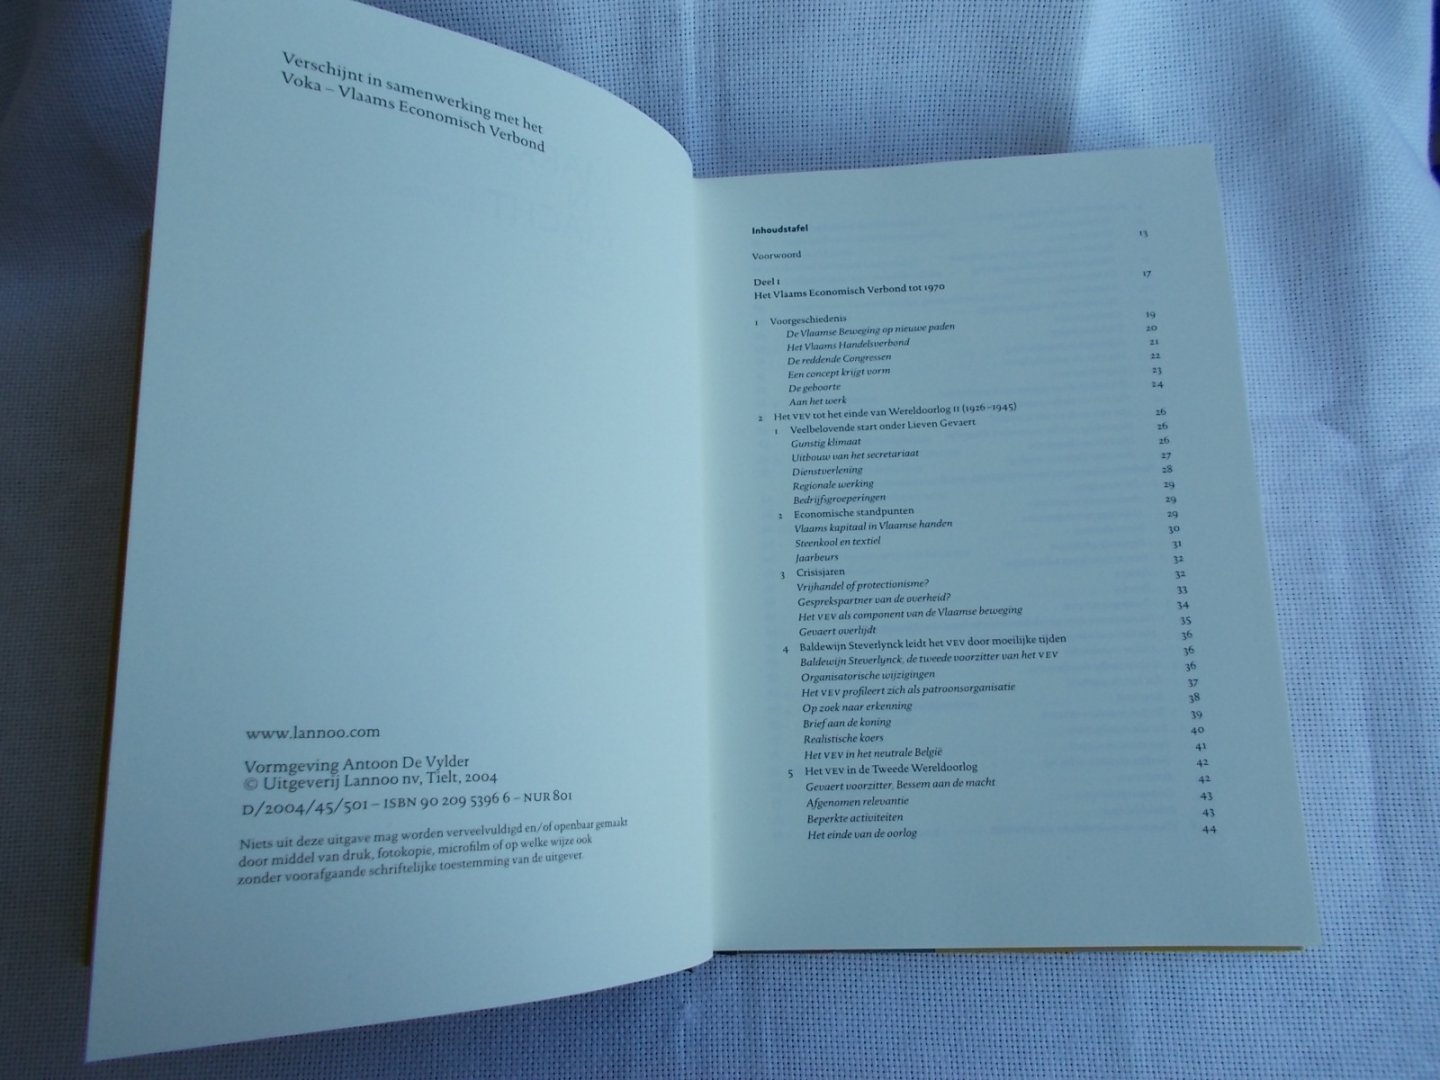 Verschijnt in samenwerking met het
Voka – Vlaams Economisch Verbond
www.lannoo.com
Vormgeving Antoon De Vylder
© Uitgeverij Lannoo nv, Tielt, 2004
D/2004/45/501 – ISBN 90 209 5396 6 – NUR 801
Niets uit deze uitgave mag worden verveelvuldigd en/of openbaar gemaakt
door middel van druk, fotokopie, microfilm of op welke wijze ook
zonder voorafgaande schriftelijke toestemming van de uitgever.
Inhoudstafel
Voorwoord 13
Deel 1
Het Vlaams Economisch Verbond tot 1970 17
1 Voorgeschiedenis
De Vlaamse Beweging op nieuwe paden 19
Het Vlaams Handelsverbond 20
De reddende Congressen 21
Een concept krijgt vorm 22
De geboorte 23
Aan het werk 24
2 Het VEV tot het einde van Wereldoorlog II (1926–1945)
1 Veelbelovende start onder Lieven Gevaert 26
Gunstig klimaat 26
Uitbouw van het secretariaat 26
Dienstverlening 27
Regionale werking 28
Bedrijfsgroeperingen 29
2 Economische standpunten 29
Vlaams kapitaal in Vlaamse handen 29
Steenkool en textiel 30
Jaarbeurs 31
3 Crisisjaren 32
Vrijhandel of protectionisme? 32
Gesprekspartner van de overheid? 33
Het VEV als component van de Vlaamse beweging 34
Gevaert overlijdt 35
4 Baldewijn Steverlynck leidt het VEV door moeilijke tijden 36
Baldewijn Steverlynck, de tweede voorzitter van het VEV 36
Organisatorische wijzigingen 36
Het VEV profileert zich als patroonsorganisatie 37
Op zoek naar erkenning 38
Brief aan de koning 39
Realistische koers 40
Het VEV in het neutrale België 41
5 Het VEV in de Tweede Wereldoorlog 42
Gevaert voorzitter, Bessem aan de macht 42
Afgenomen relevantie 43
Beperkte activiteiten 43
Het einde van de oorlog 44